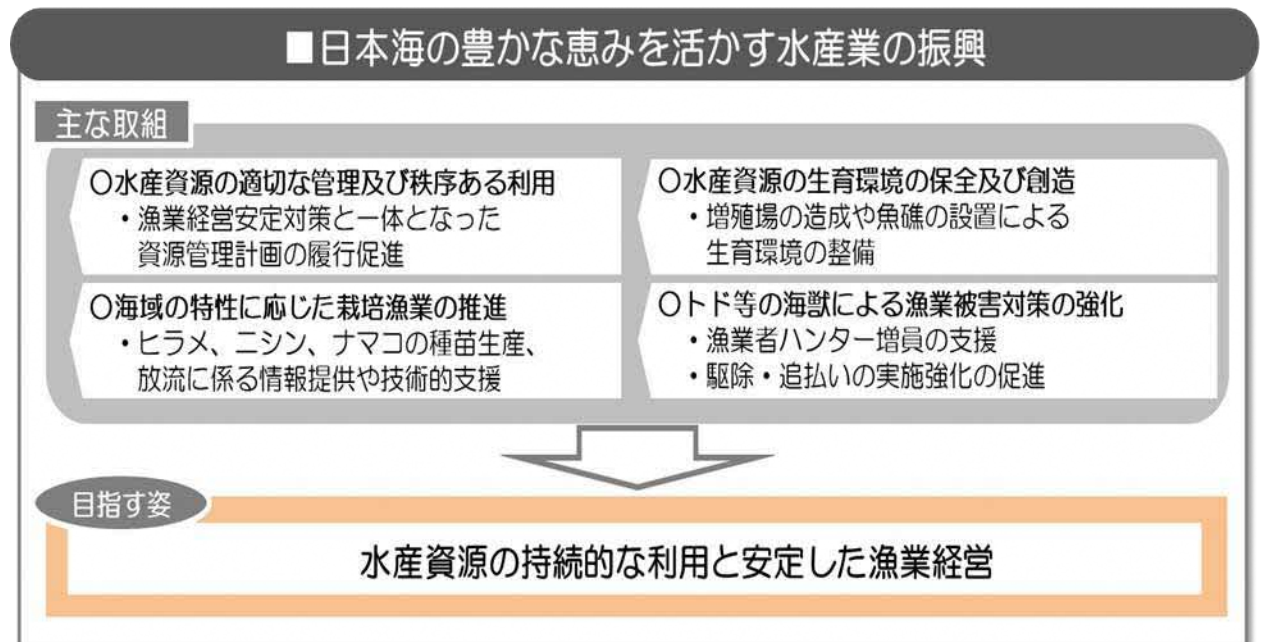 ■日本海の豊かな恵みを活かす水産業の振興
主な取組
○水産資源の適切な管理及び秩序ある利用
・漁業経営安定対策と一体となった
資源管理計画の履行促進
○海域の特性に応じた栽培漁業の推進
・ヒラメ、ニシン、ナマコの種苗生産、
放流に係る情報提供や技術的支援
○水産資源の生育環境の保全及び創造
・増殖場の造成や魚礁の設置による
生育環境の整備
○トド等の海獣による漁業被害対策の強化
・漁業者ハンター増員の支援
・駆除・追払いの実施強化の促進
目指す姿
水産資源の持続的な利用と安定した漁業経営